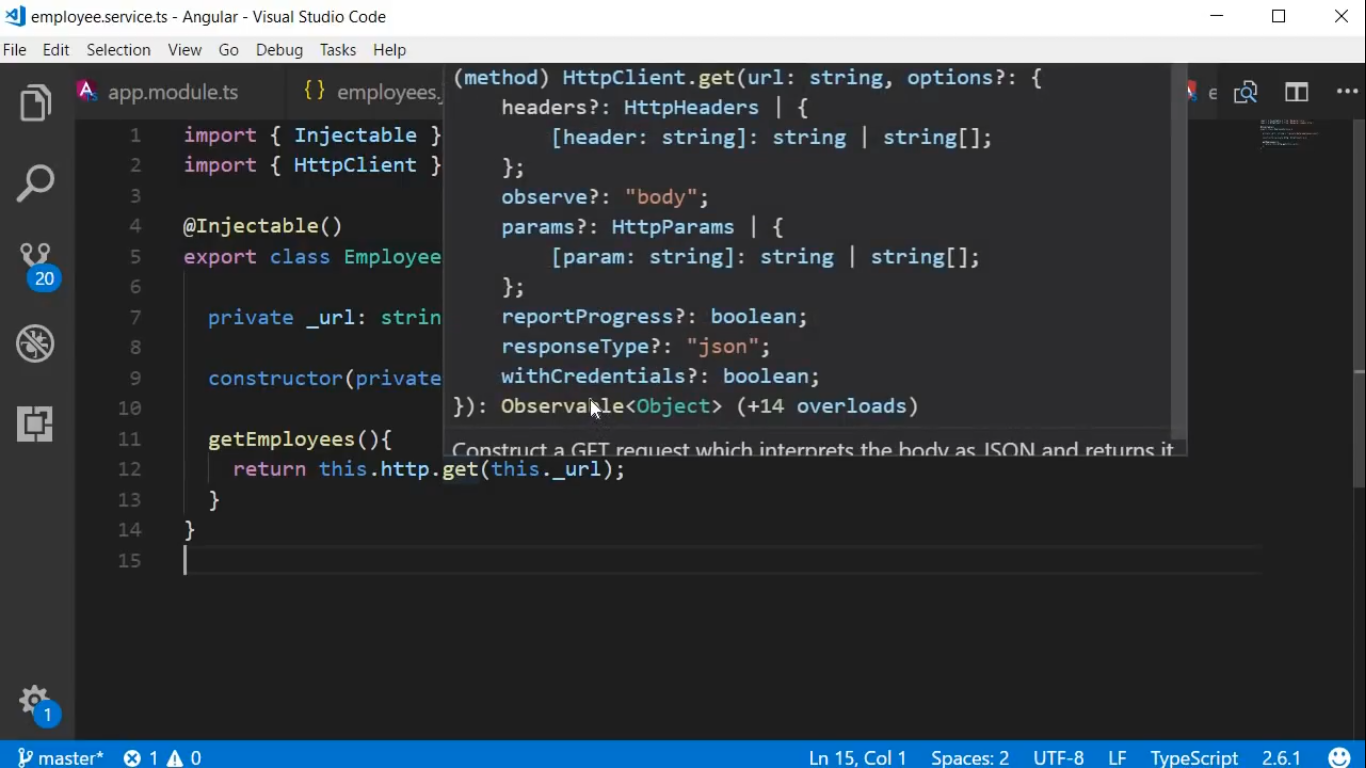 employee.service.ts - Angular - Visual Studio Code
File Edit Selection View Go Debug Tasks Help
app.module.ts {} employees. e
(method) HttpClient.get(url: string, options?: {
headers?: HttpHeaders | {
[header: string]: string | string[];
};
observe?: "body";
params?: HttpParams | {
[param: string]: string | string[];
};
reportProgress?: boolean;
responseType?: "json";
withCredentials?: boolean;
}): Observable<Object> (+14 overloads)
Construct a GET request which interprets the body as JSON and returns it
1 import { Injectable }
2 import { HttpClient }
3
4 @Injectable()
5 export class Employee
6
7 private _url: strin
8
9 constructor(private
10
11 getEmployees(){
12 return this.http.get(this._url);
13 }
14 }
15
20
1
master* 1 0 Ln 15, Col 1 Spaces: 2 UTF-8 LF TypeScript 2.6.1